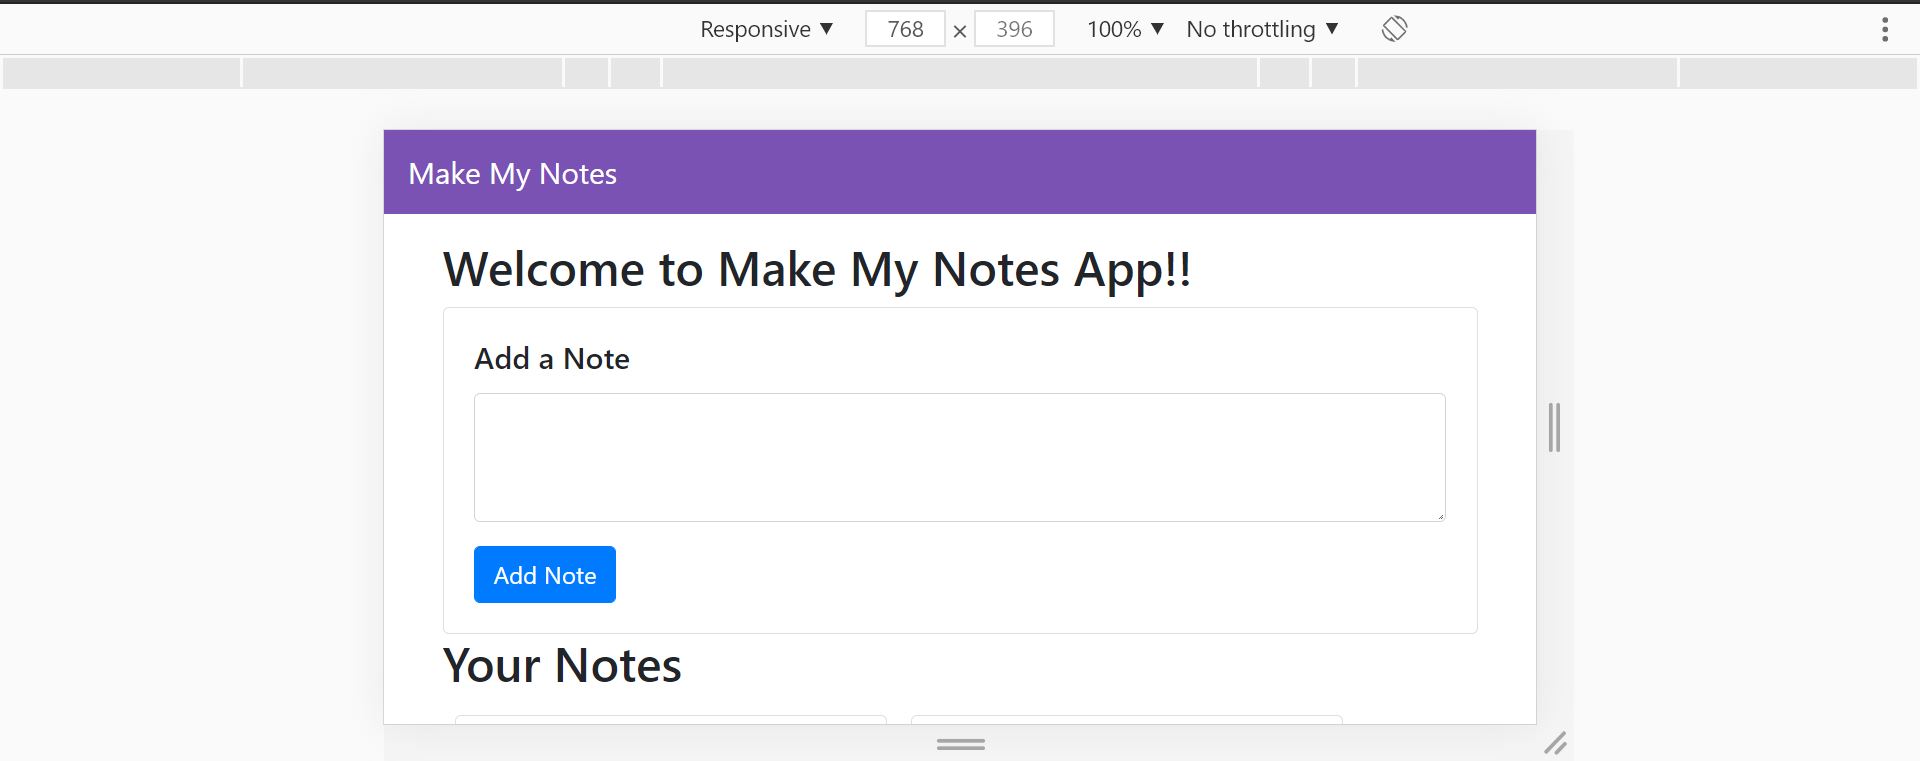 Responsive ▼ 768 × 396 100% ▼ No throttling ▼
Make My Notes
Welcome to Make My Notes App!!
Add a Note
Add Note
Your Notes